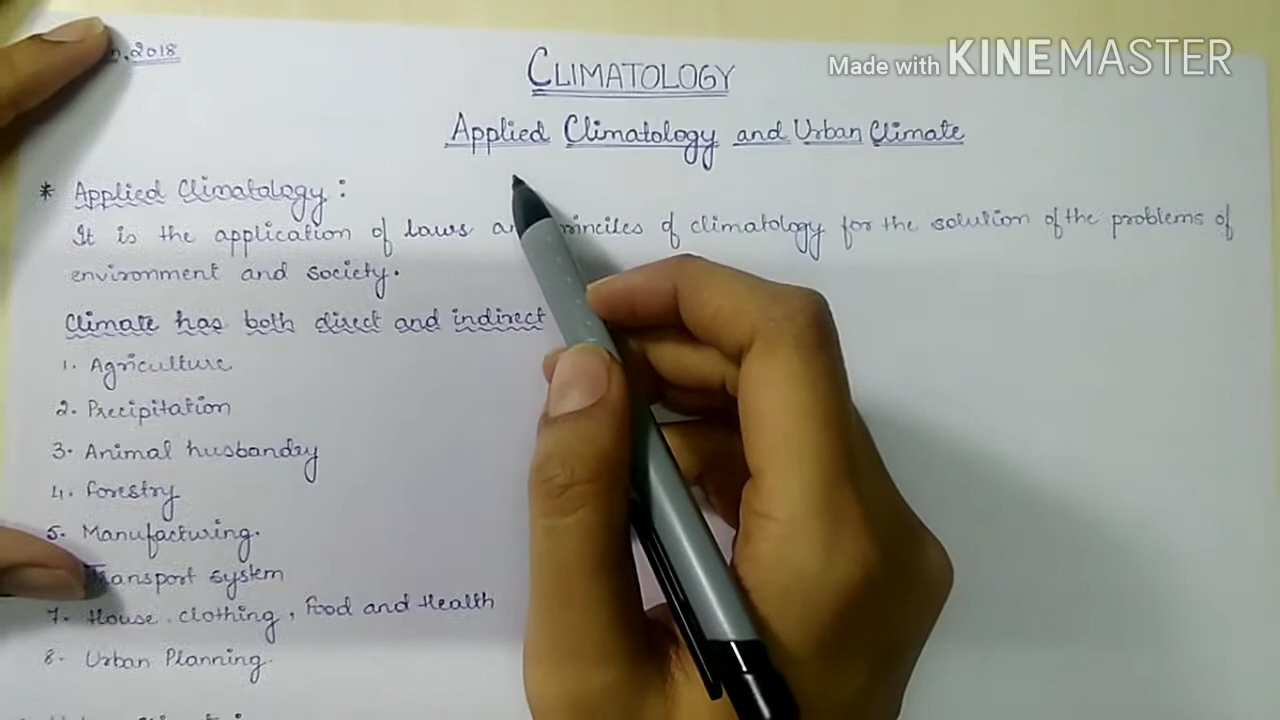 2018
Made with KINEMASTER
CLIMATOLOGY
Applied Climatology and Urban Climate
* Applied Climatology :
It is the application of laws of climatology for the solution of the problems of
environment and society.
Climate has both direct and indirect
1. Agriculture
2. Precipitation
3. Animal husbandry
4. Forestry
5. Manufacturing.
Transport system
7. House, clothing, Food and Health
8. Urban Planning.